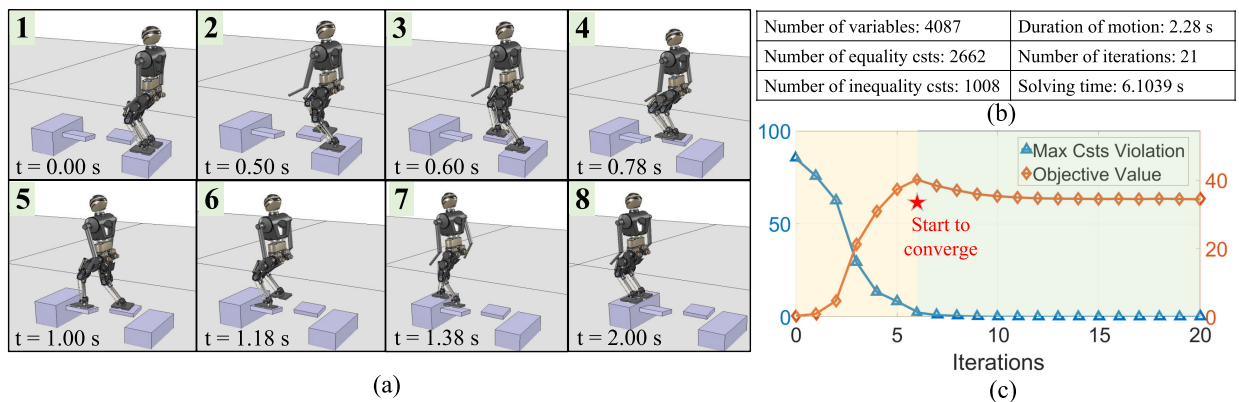 1
2
3
4
t = 0.00 s
t = 0.50 s
t = 0.60 s
t = 0.78 s
5
6
7
8
t = 1.00 s
t = 1.18 s
t = 1.38 s
t = 2.00 s
(a)
Number of variables: 4087
Duration of motion: 2.28 s
Number of equality csts: 2662
Number of iterations: 21
Number of inequality csts: 1008
Solving time: 6.1039 s
(b)
100
50
0
Max Csts Violation
Objective Value
Start to
converge
40
20
0
0
5
10
15
20
Iterations
(c)